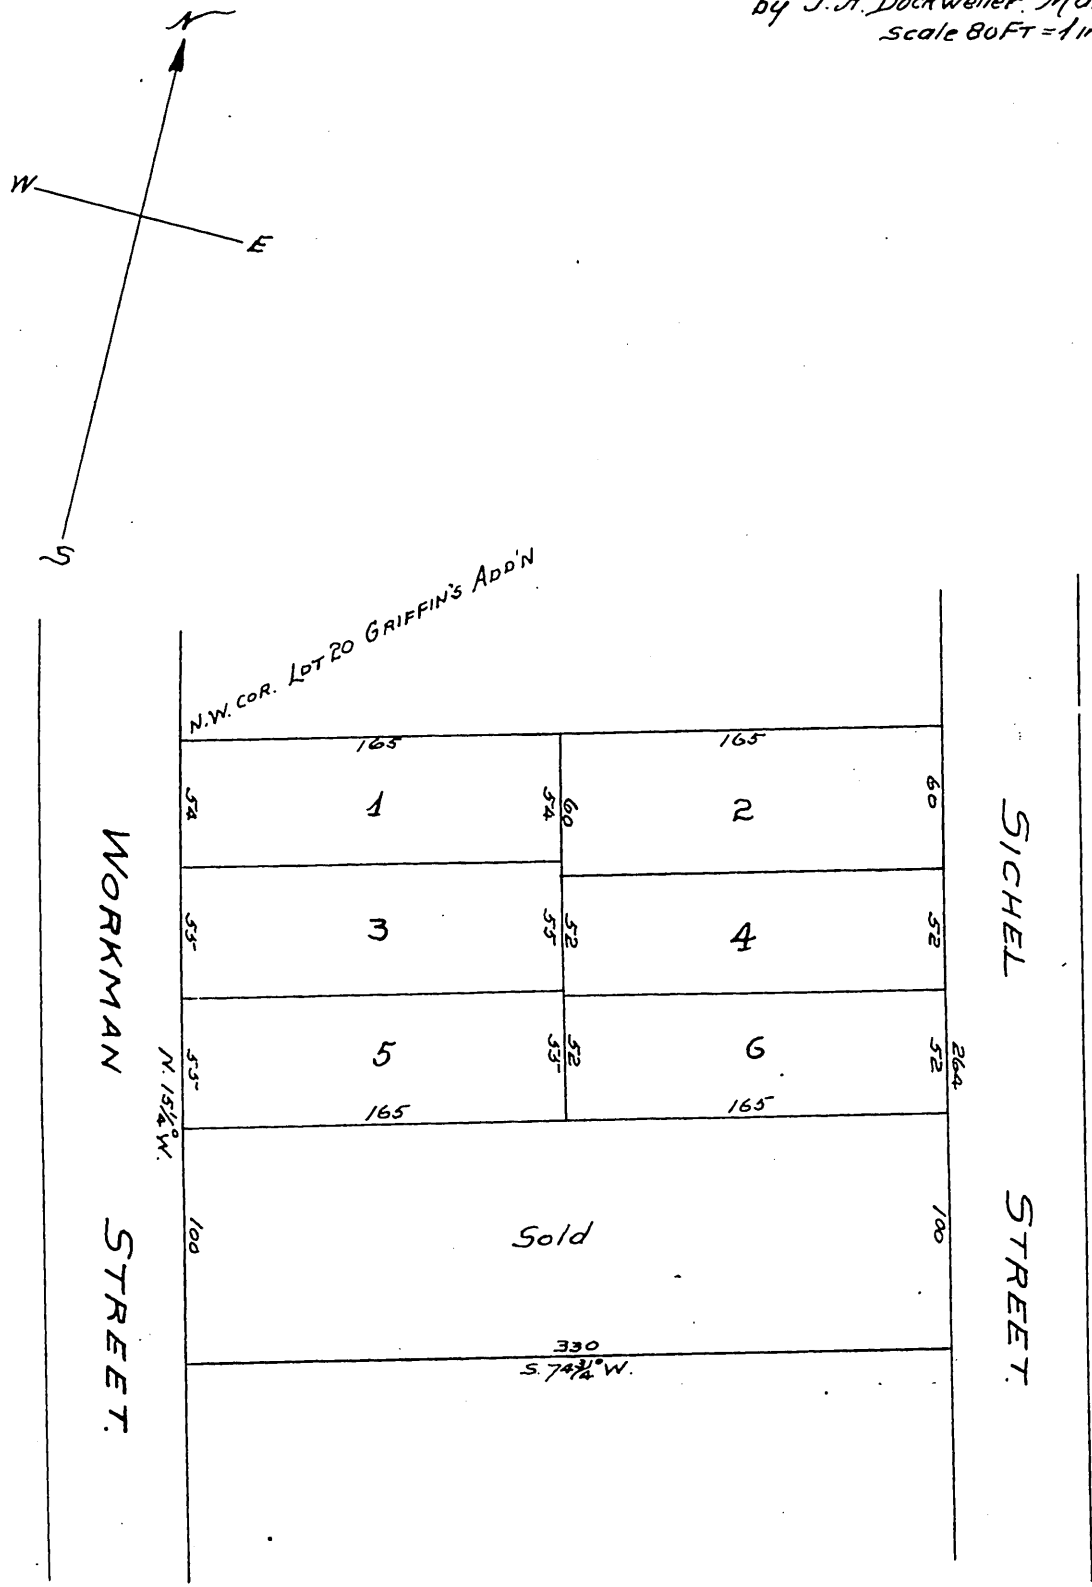 by J.H. Dockweiler.
scale 80FT = 1
N
W
E
S
N.W. COR. LOT 20 GRIFFIN'S ADD'N
165
165
54
1
54
60
2
60
55
3
55
52
4
52
55
5
55
52
6
52
264
165
165
N. 15¼° W.
100
Sold
100
330
S. 74¾° W.
WORKMAN STREET.
SICHEL STREET.